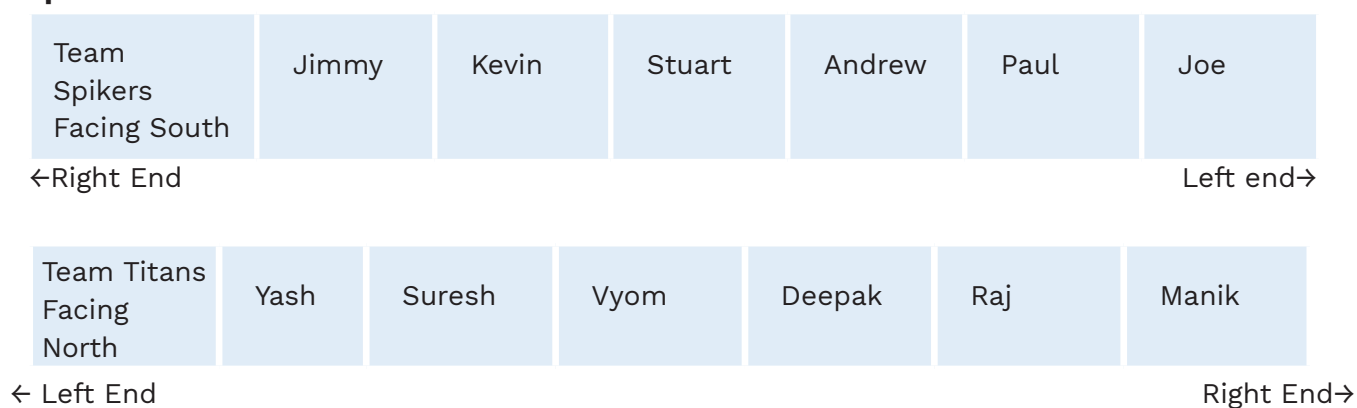 Team
Spikers
Facing South
Jimmy
Kevin
Stuart
Andrew
Paul
Joe
←Right End
Left end→
Team Titans
Facing
North
Yash
Suresh
Vyom
Deepak
Raj
Manik
← Left End
Right End→